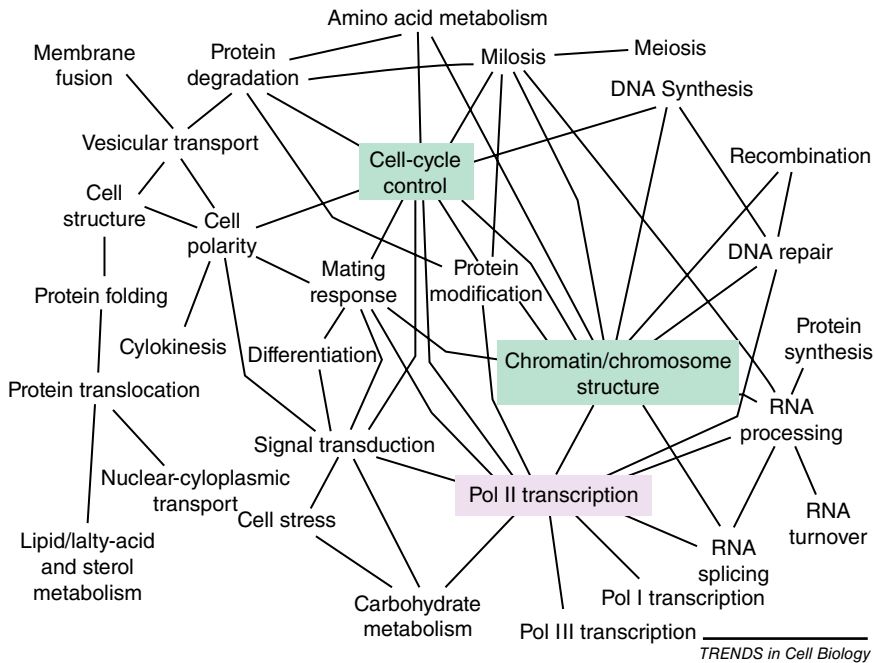 Amino acid metabolism
Membrane
fusion
Protein
degradation
Milosis
Meiosis
DNA Synthesis
Vesicular transport
Cell-cycle
control
Recombination
Cell
structure
Cell
polarity
DNA repair
Mating
response
Protein
modification
Protein folding
Cylokinesis
Differentiation
Protein
synthesis
Chromatin/chromosome
structure
Protein translocation
RNA
processing
Signal transduction
Nuclear-cyloplasmic
transport
Pol II transcription
Cell stress
RNA
turnover
Lipid/lalty-acid
and sterol
metabolism
RNA
splicing
Carbohydrate
metabolism
Pol I transcription
Pol III transcription
TRENDS in Cell Biology